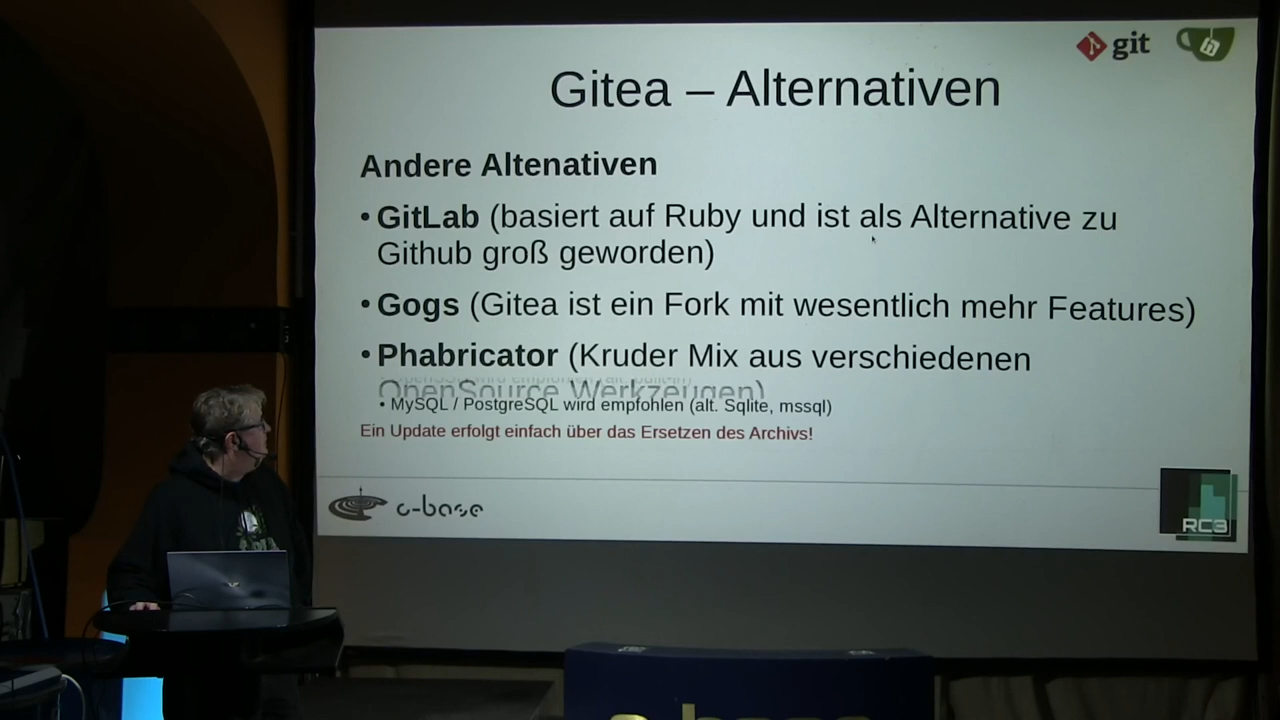 git
Gitea – Alternativen
Andere Altenativen
• GitLab (basiert auf Ruby und ist als Alternative zu
Github groß geworden)
• Gogs (Gitea ist ein Fork mit wesentlich mehr Features)
• Phabricator (Kruder Mix aus verschiedenen
OpenSource Werkzeugen)
• MySQL / PostgreSQL wird empfohlen (alt. Sqlite, mssql)
Ein Update erfolgt einfach über das Ersetzen des Archivs!
c-base
RC3